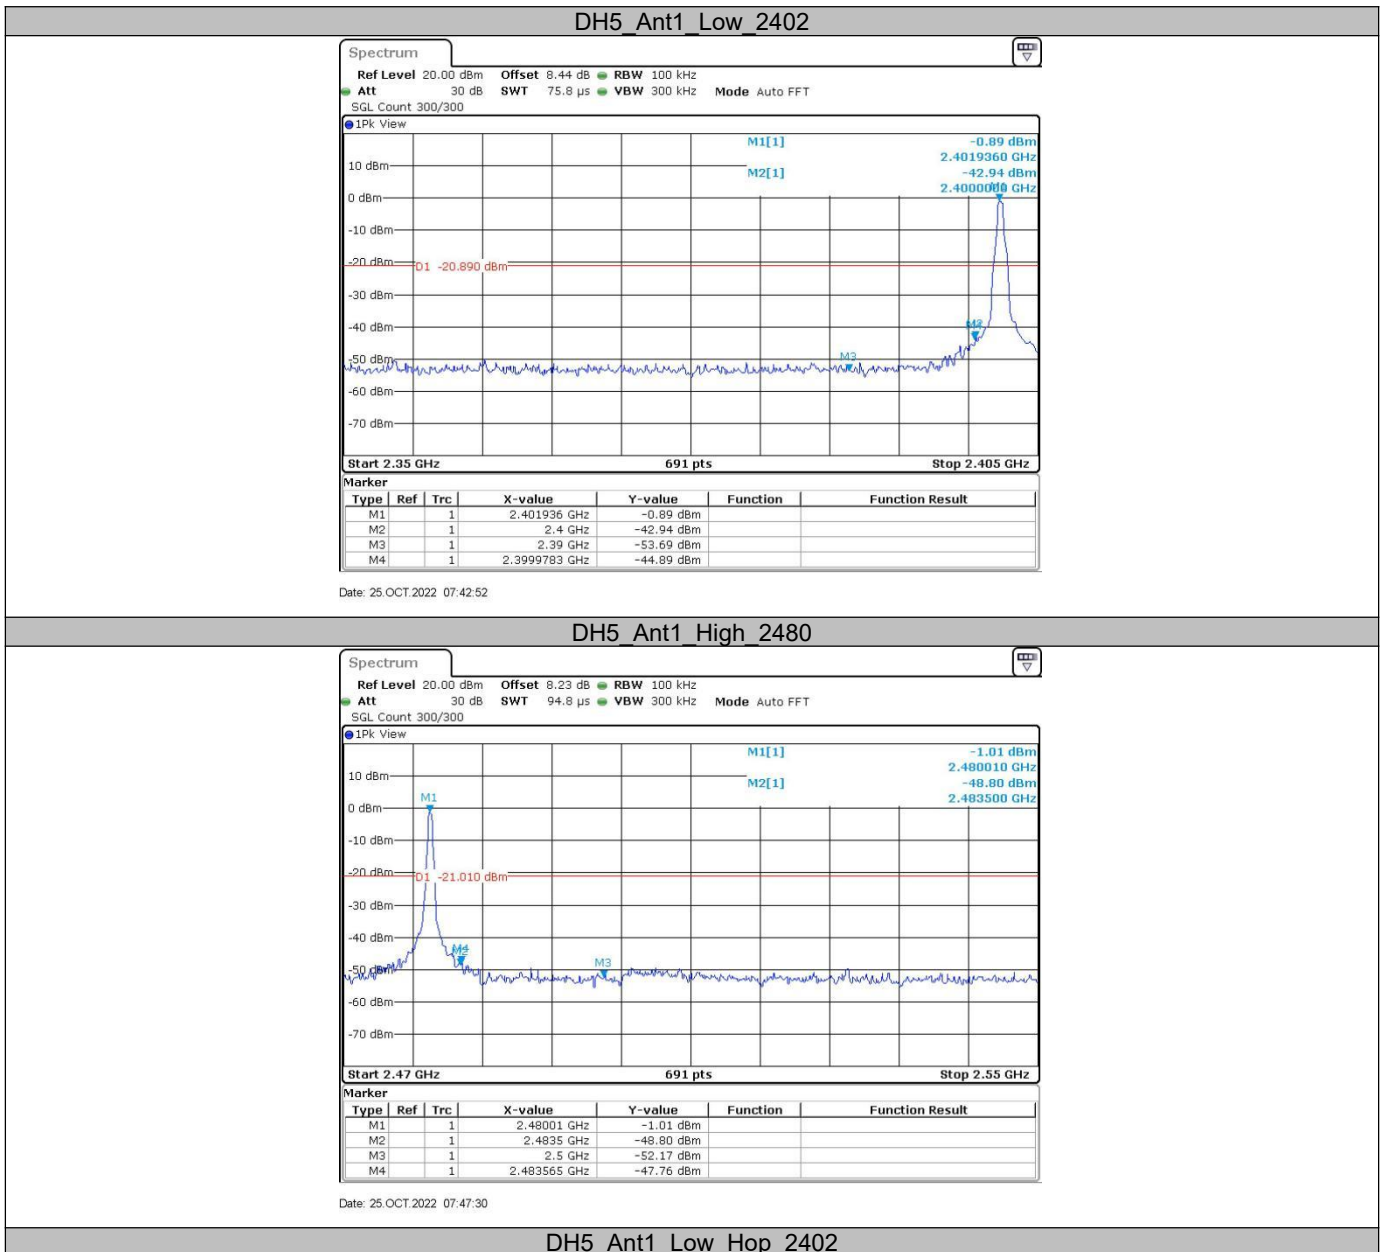 DH5_Ant1_Low_2402
Spectrum
Ref Level 20.00 dBm Offset 8.44 dB RBW 100 kHz
Att 30 dB SWT 75.8 µs VBW 300 kHz Mode Auto FFT
SGL Count 300/300
1Pk View
M1[1] -0.89 dBm
2.4019360 GHz
10 dBm
M2[1] -42.94 dBm
2.4000000 GHz
M1
0 dBm
-10 dBm
-20 dBm
D1 -20.890 dBm
-30 dBm
-40 dBm
M2
-50 dBm
M3
-60 dBm
-70 dBm
Start 2.35 GHz 691 pts Stop 2.405 GHz
Marker
Type Ref Trc X-value Y-value Function Function Result
M1 1 2.401936 GHz -0.89 dBm
M2 1 2.4 GHz -42.94 dBm
M3 1 2.39 GHz -53.69 dBm
M4 1 2.3999783 GHz -44.89 dBm
Date: 25.OCT.2022 07:42:52
DH5_Ant1_High_2480
Spectrum
Ref Level 20.00 dBm Offset 8.23 dB RBW 100 kHz
Att 30 dB SWT 94.8 µs VBW 300 kHz Mode Auto FFT
SGL Count 300/300
1Pk View
M1[1] -1.01 dBm
2.480010 GHz
10 dBm
M2[1] -48.80 dBm
2.483500 GHz
M1
0 dBm
-10 dBm
-20 dBm
D1 -21.010 dBm
-30 dBm
-40 dBm
M4
M2
M3
-50 dBm
-60 dBm
-70 dBm
Start 2.47 GHz 691 pts Stop 2.55 GHz
Marker
Type Ref Trc X-value Y-value Function Function Result
M1 1 2.48001 GHz -1.01 dBm
M2 1 2.4835 GHz -48.80 dBm
M3 1 2.5 GHz -52.17 dBm
M4 1 2.483565 GHz -47.76 dBm
Date: 25.OCT.2022 07:47:30
DH5_Ant1_Low_Hop_2402